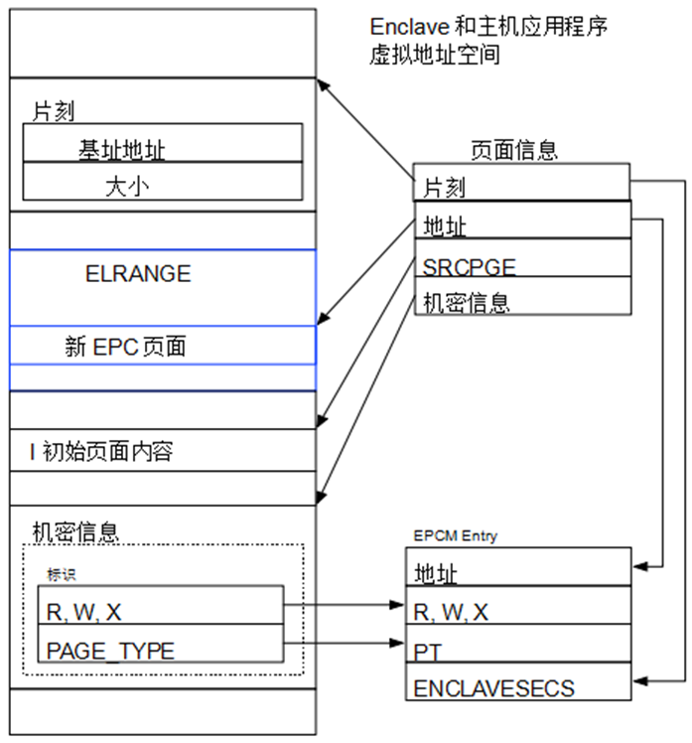 Enclave 和主机应用程序
虚拟地址空间
片刻
基址地址
大小
ELRANGE
新 EPC 页面
I 初始页面内容
机密信息
标识
R, W, X
PAGE_TYPE
页面信息
片刻
地址
SRCPGE
机密信息
EPCM Entry
地址
R, W, X
PT
ENCLAVESECS